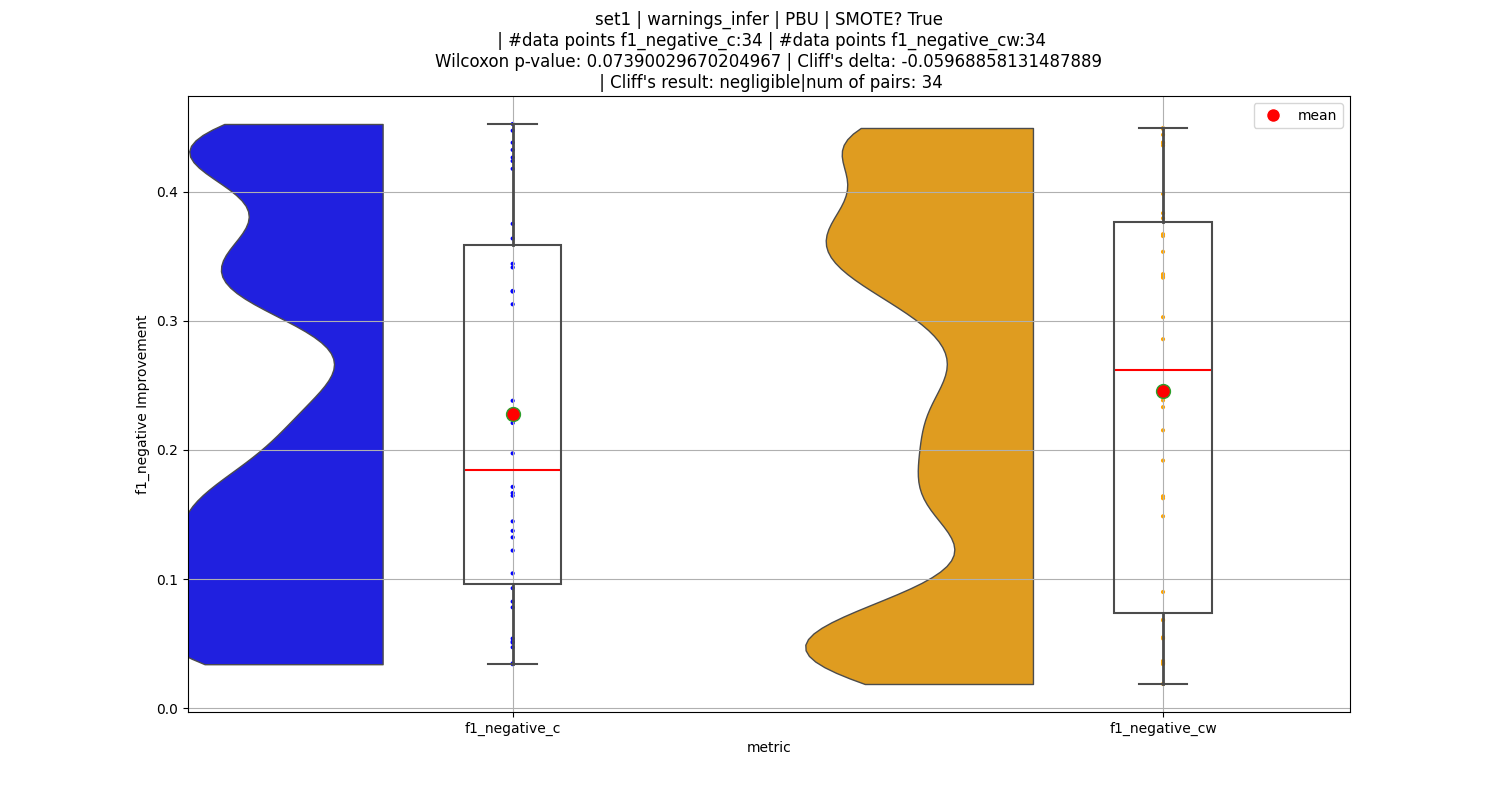 set1 | warnings_infer | PBU | SMOTE? True
| #data points f1_negative_c:34 | #data points f1_negative_cw:34
Wilcoxon p-value: 0.07390029670204967 | Cliff's delta: -0.05968858131487889
| Cliff's result: negligible|num of pairs: 34
mean
0.4
0.3
0.2
0.1
0.0
f1_negative Improvement
f1_negative_c
f1_negative_cw
metric